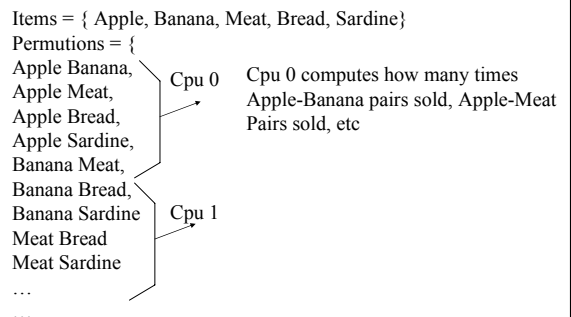 Items = { Apple, Banana, Meat, Bread, Sardine}
Permutions = {
Apple Banana,
Apple Meat,
Apple Bread,
Apple Sardine,
Banana Meat,
Banana Bread,
Banana Sardine
Meat Bread
Meat Sardine
…
…
Cpu 0
Cpu 1
Cpu 0 computes how many times
Apple-Banana pairs sold, Apple-Meat
Pairs sold, etc